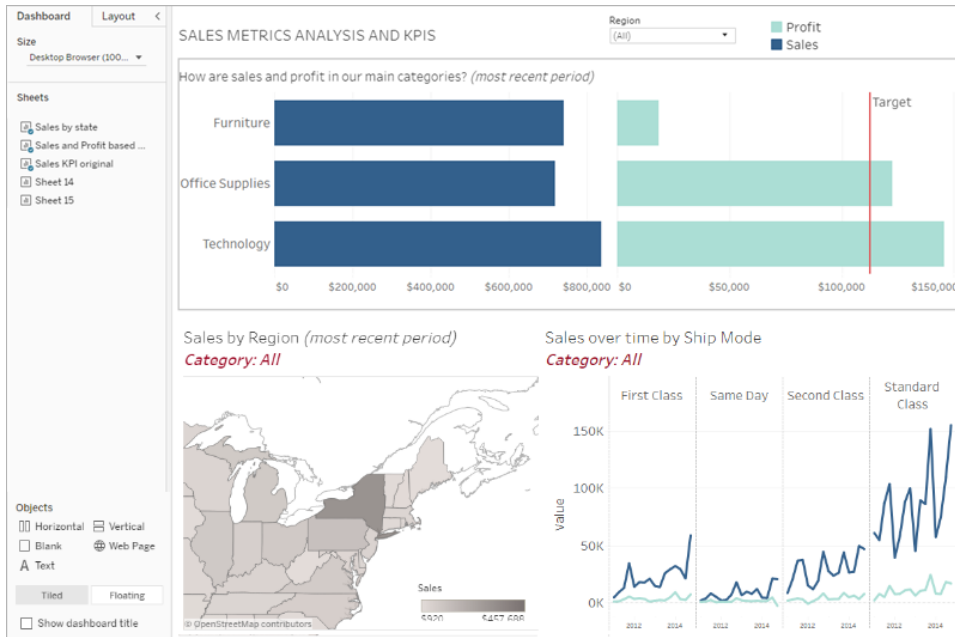 Dashboard Layout <
Size
Desktop Browser (100...
Sheets
Sales by state
Sales and Profit based ...
Sales KPI original
Sheet 14
Sheet 15
Objects
Horizontal Vertical
Blank Web Page
A Text
Tiled Floating
Show dashboard title
SALES METRICS ANALYSIS AND KPIS
Region
(All)
Profit
Sales
How are sales and profit in our main categories? (most recent period)
Target
Furniture
Office Supplies
Technology
$0 $200,000 $400,000 $600,000 $800,000 $0 $50,000 $100,000 $150,000
Sales by Region (most recent period)
Category: All
Sales
$920 $457,688
© OpenStreetMap contributors
Sales over time by Ship Mode
Category: All
First Class Same Day Second Class Standard Class
Value
150K
100K
50K
0K
2012 2014 2012 2014 2012 2014 2012 2014